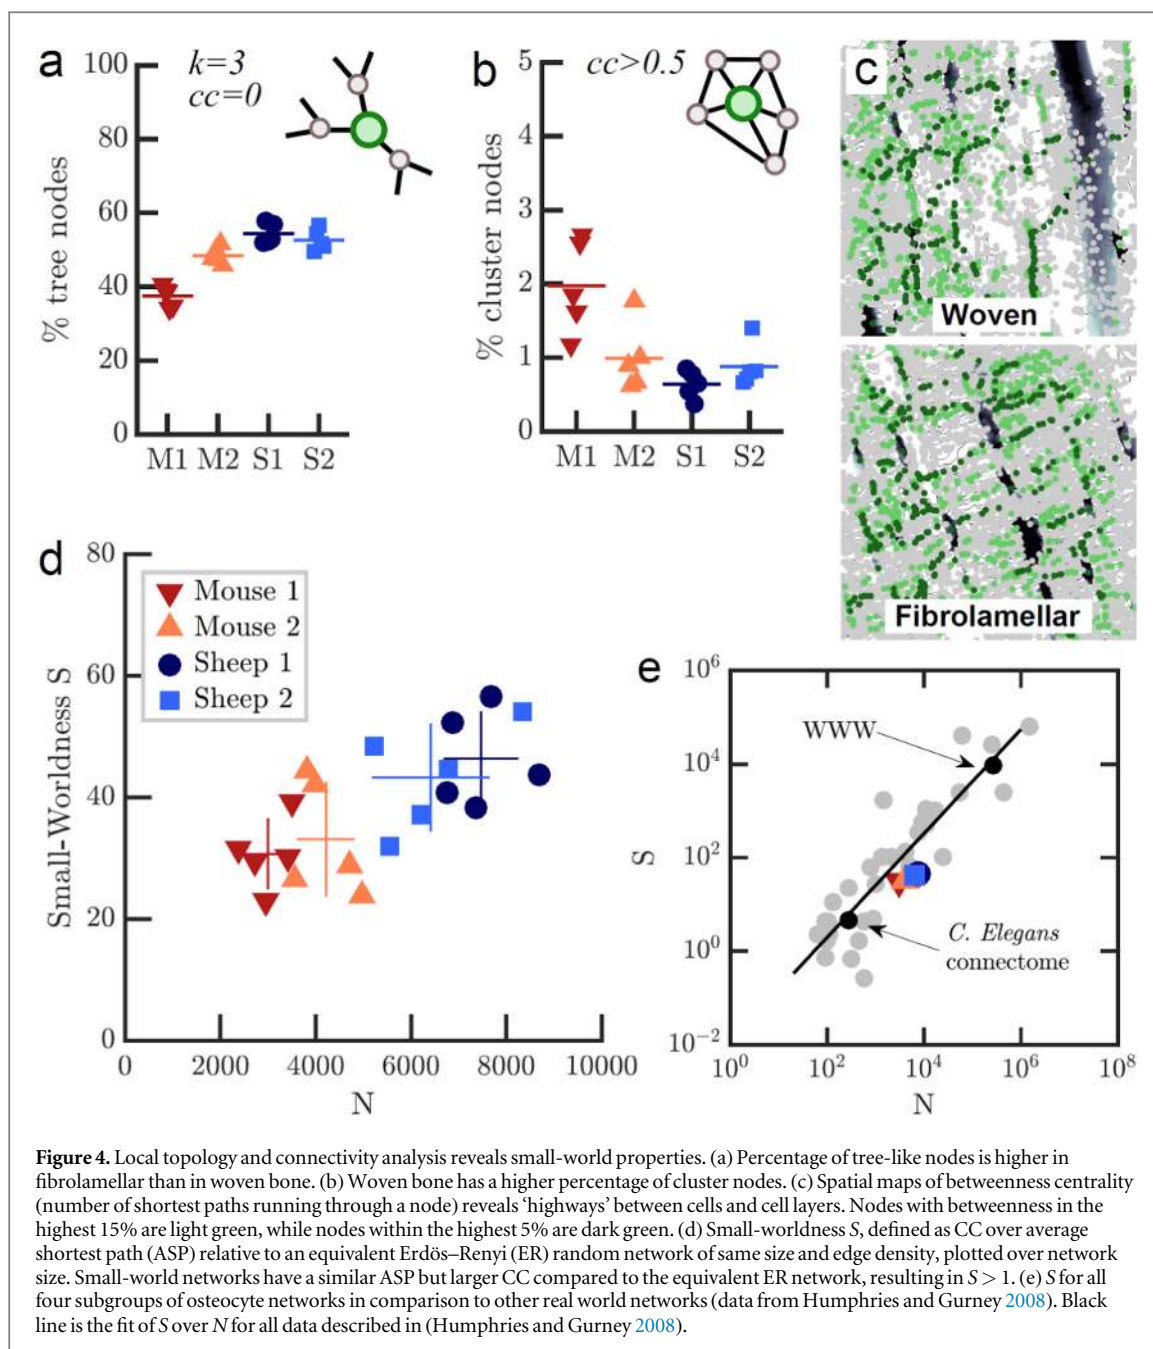 a
100
80
60
40
20
0
% tree nodes
k=3
cc=0
M1 M2 S1 S2
b
5
4
3
2
1
0
% cluster nodes
cc>0.5
M1 M2 S1 S2
c
Woven
Fibrolamellar
d
80
60
40
20
0
Small-Worldness S
Mouse 1
Mouse 2
Sheep 1
Sheep 2
0 2000 4000 6000 8000 10000
N
e
10^6
10^4
10^2
10^0
10^-2
S
WWW
C. Elegans
connectome
10^0 10^2 10^4 10^6 10^8
N
Figure 4. Local topology and connectivity analysis reveals small-world properties. (a) Percentage of tree-like nodes is higher in
fibrolamellar than in woven bone. (b) Woven bone has a higher percentage of cluster nodes. (c) Spatial maps of betweenness centrality
(number of shortest paths running through a node) reveals ‘highways’ between cells and cell layers. Nodes with betweenness in the
highest 15% are light green, while nodes within the highest 5% are dark green. (d) Small-worldness S, defined as CC over average
shortest path (ASP) relative to an equivalent Erdös–Renyi (ER) random network of same size and edge density, plotted over network
size. Small-world networks have a similar ASP but larger CC compared to the equivalent ER network, resulting in S > 1. (e) S for all
four subgroups of osteocyte networks in comparison to other real world networks (data from Humphries and Gurney 2008). Black
line is the fit of S over N for all data described in (Humphries and Gurney 2008).